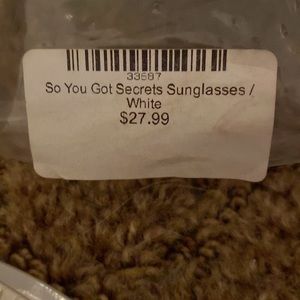 33587
So You Got Secrets Sunglasses /
White
$27.99